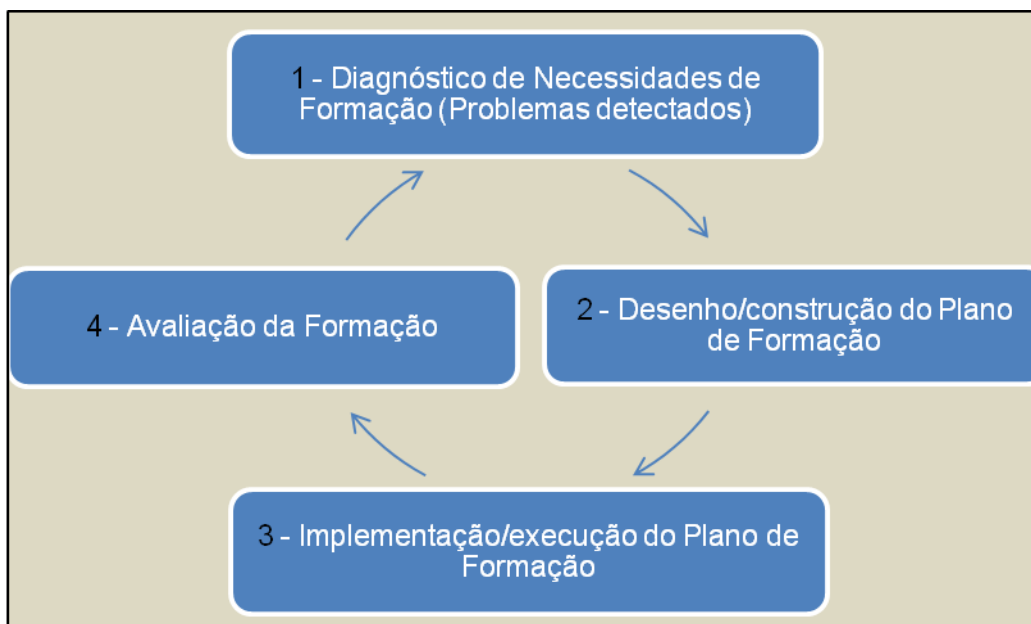 1 - Diagnóstico de Necessidades de
Formação (Problemas detectados)
4 - Avaliação da Formação
2 - Desenho/construção do Plano
de Formação
3 - Implementação/execução do Plano de
Formação